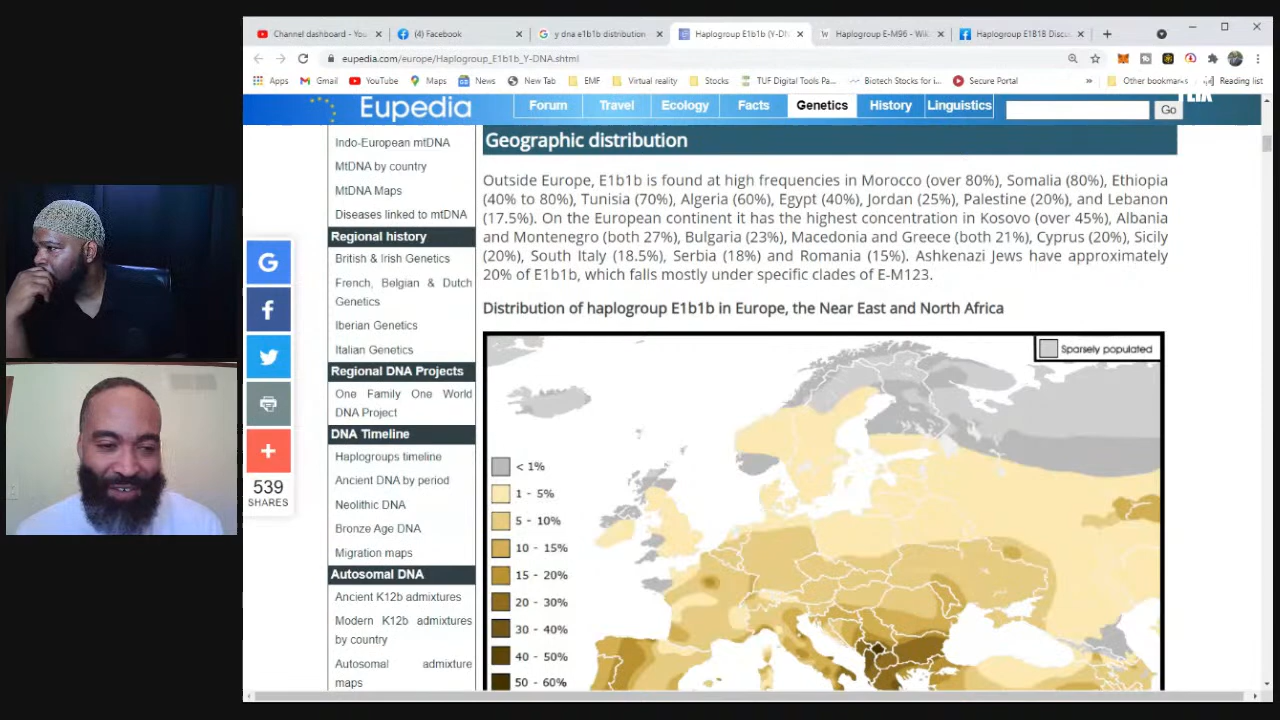 Channel dashboard - You
(4) Facebook
y dna e1b1b distribution
Haplogroup E1b1b (Y-DN
Haplogroup E-M96 - Wiki
Haplogroup E1B1B Discu
eupedia.com/europe/Haplogroup_E1b1b_Y-DNA.shtml
Apps
Gmail
YouTube
Maps
News
New Tab
EMF
Virtual reality
Stocks
TUF Digital Tools Pa...
Biotech Stocks for i...
Secure Portal
»
Other bookmarks
Reading list
Eupedia
Forum
Travel
Ecology
Facts
Genetics
History
Linguistics
Go
Indo-European mtDNA
MtDNA by country
MtDNA Maps
Diseases linked to mtDNA
Regional history
British & Irish Genetics
French, Belgian & Dutch
Genetics
Iberian Genetics
Italian Genetics
Regional DNA Projects
One Family One World
DNA Project
DNA Timeline
Haplogroups timeline
Ancient DNA by period
Neolithic DNA
Bronze Age DNA
Migration maps
Autosomal DNA
Ancient K12b admixtures
Modern K12b admixtures
by country
Autosomal admixture
maps
G
f
+
539
SHARES
Geographic distribution
Outside Europe, E1b1b is found at high frequencies in Morocco (over 80%), Somalia (80%), Ethiopia
(40% to 80%), Tunisia (70%), Algeria (60%), Egypt (40%), Jordan (25%), Palestine (20%), and Lebanon
(17.5%). On the European continent it has the highest concentration in Kosovo (over 45%), Albania
and Montenegro (both 27%), Bulgaria (23%), Macedonia and Greece (both 21%), Cyprus (20%), Sicily
(20%), South Italy (18.5%), Serbia (18%) and Romania (15%). Ashkenazi Jews have approximately
20% of E1b1b, which falls mostly under specific clades of E-M123.
Distribution of haplogroup E1b1b in Europe, the Near East and North Africa
Sparsely populated
< 1%
1 - 5%
5 - 10%
10 - 15%
15 - 20%
20 - 30%
30 - 40%
40 - 50%
50 - 60%